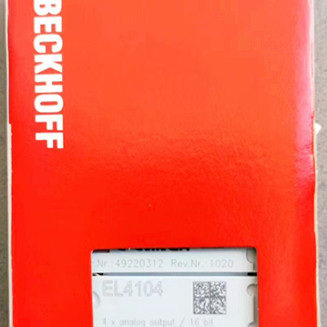 BECKHOFF
Nr.:49220312 Rev.Nr.:1020
EL4104
4 x analog output / 16 bit